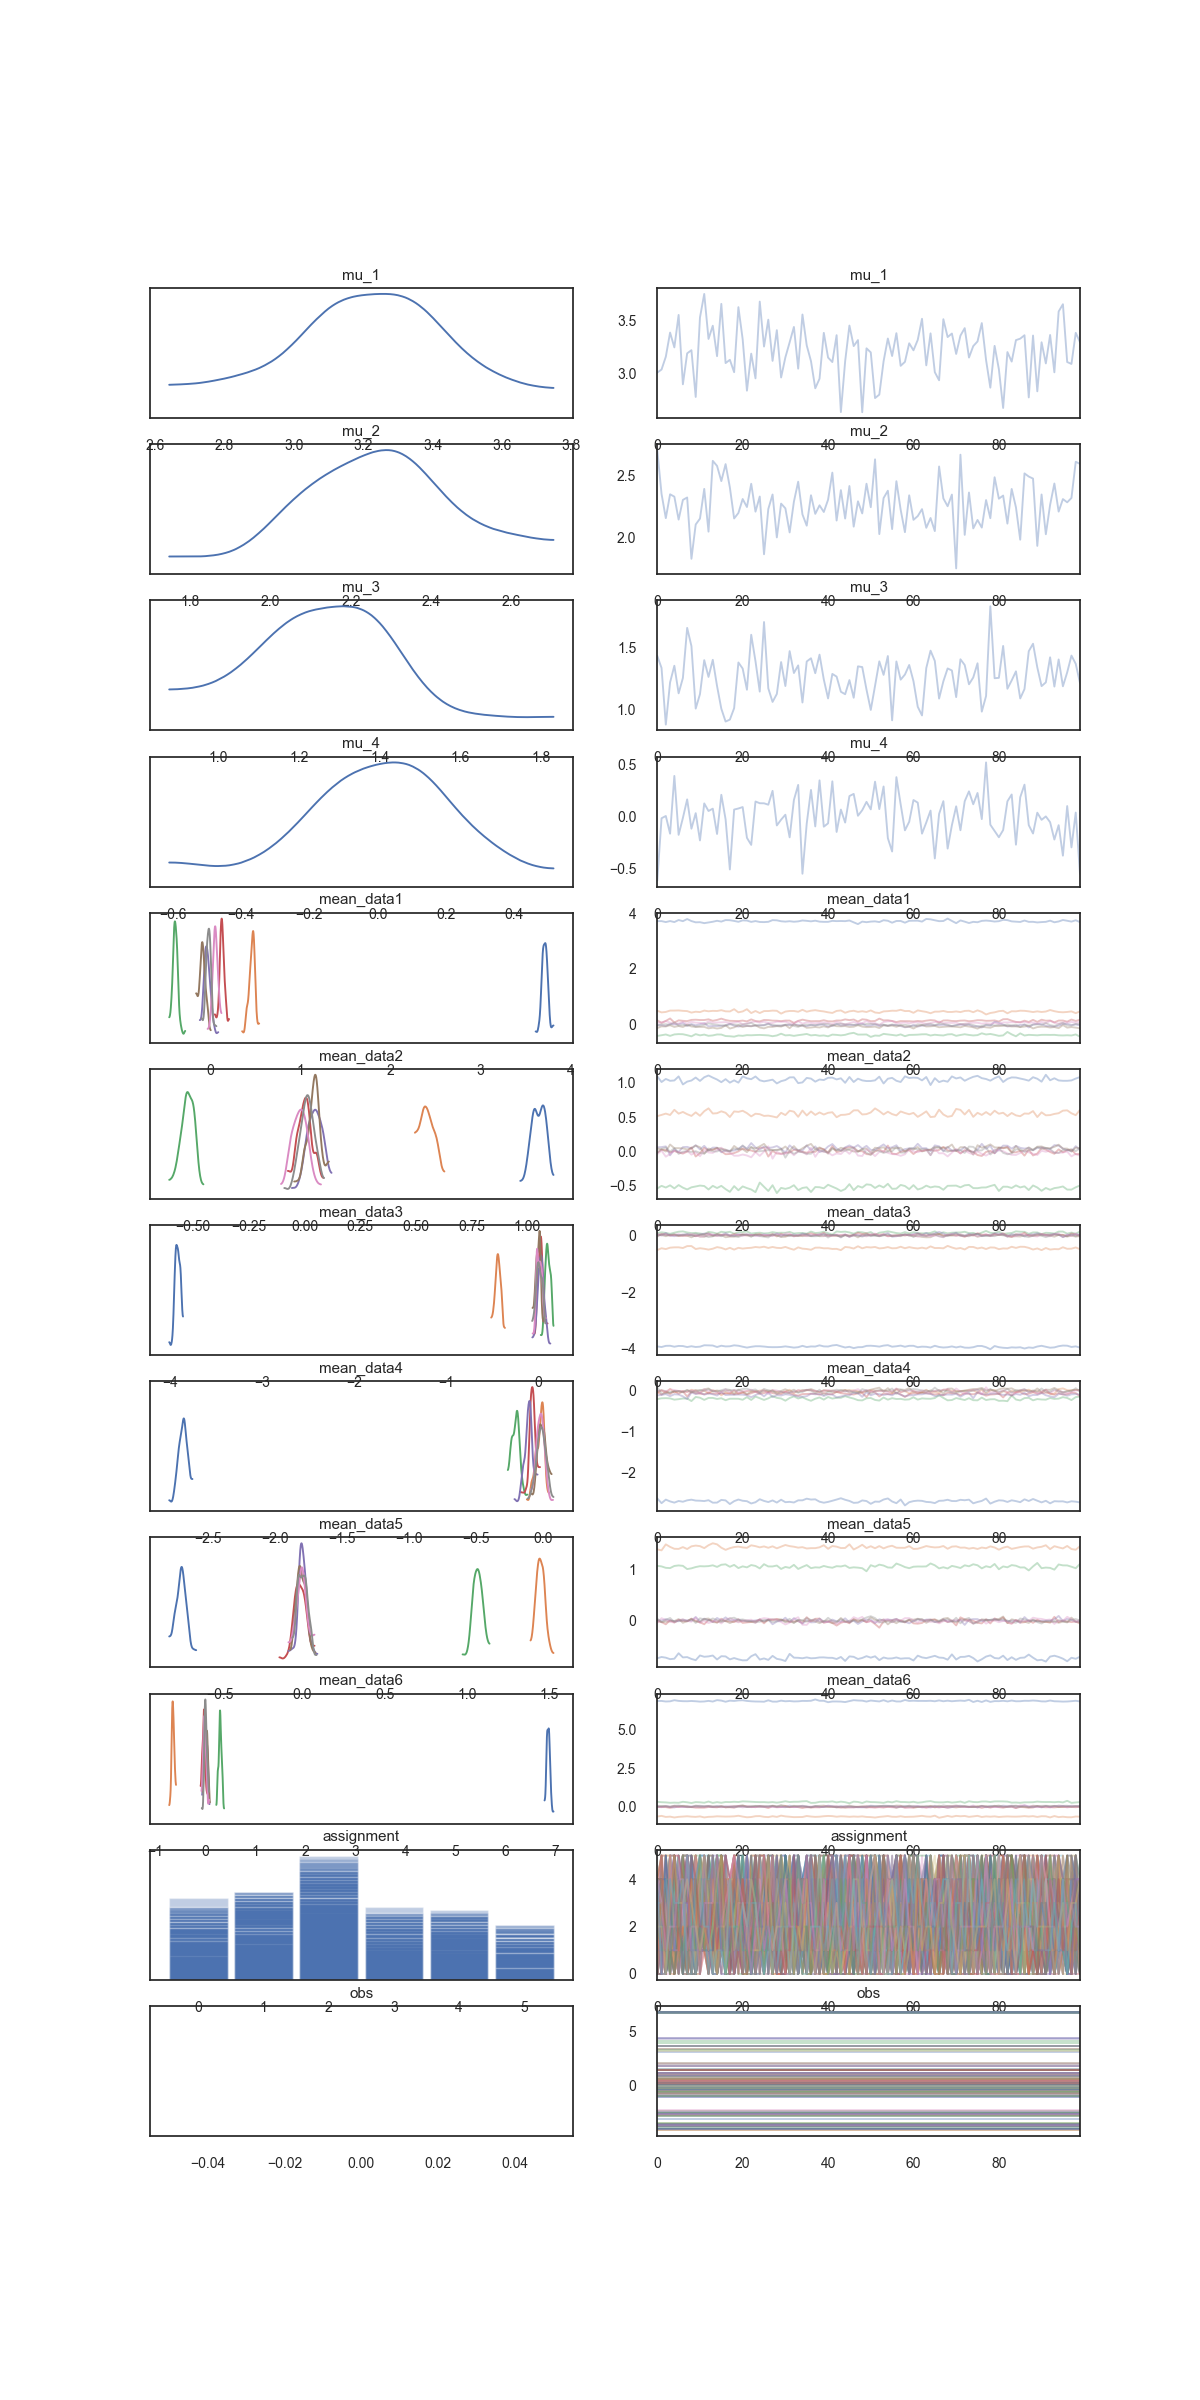 mu_1 mu_1
3.5
3.0
mu_2 mu_2
2.6 2.8 3.0 3.2 3.4 3.6 3.8 0 20 40 60 80
2.5
2.0
mu_3 mu_3
1.8 2.0 2.2 2.4 2.6 0 20 40 60 80
1.5
1.0
mu_4 mu_4
1.0 1.2 1.4 1.6 1.8 0 20 40 60 80
0.5
0.0
−0.5
mean_data1 mean_data1
−0.6 −0.4 −0.2 0.0 0.2 0.4 4 0 20 40 60 80
2
0
mean_data2 mean_data2
0 1 2 3 4 0 20 40 60 80
1.0
0.5
0.0
−0.5
mean_data3 mean_data3
−0.50 −0.25 0.00 0.25 0.50 0.75 1.00 0 20 40 60 80
0
−2
−4
mean_data4 mean_data4
−4 −3 −2 −1 0 0 20 40 60 80
0
−1
−2
mean_data5 mean_data5
−2.5 −2.0 −1.5 −1.0 −0.5 0.0 0 20 40 60 80
1
0
mean_data6 mean_data6
−0.5 0.0 0.5 1.0 1.5 0 20 40 60 80
5.0
2.5
0.0
assignment assignment
−1 0 1 2 3 4 5 6 7 0 20 40 60 80
4
2
0
obs obs
0 1 2 3 4 5 0 20 40 60 80
5
0
−0.04 −0.02 0.00 0.02 0.04 0 20 40 60 80